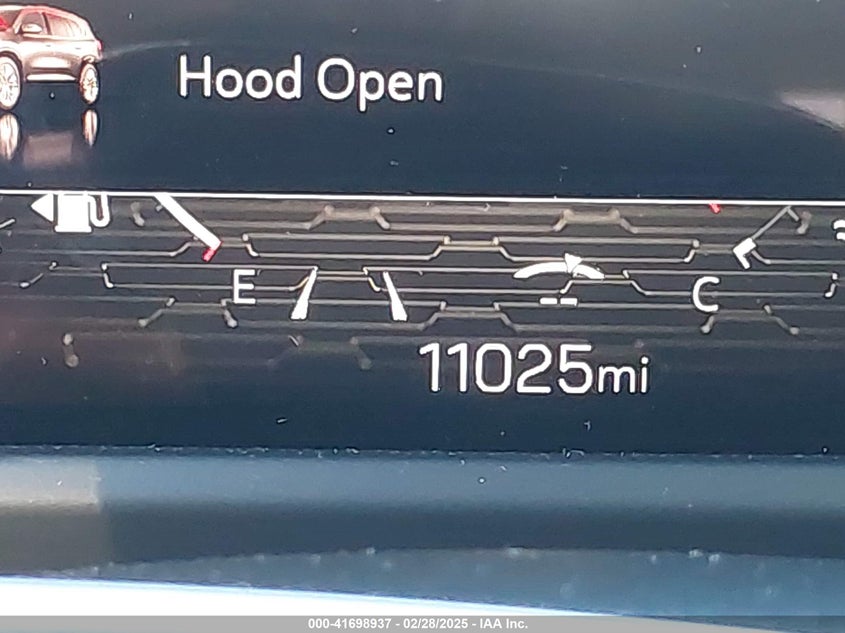 Hood Open
E
--
C
11025mi
000-41698937 - 02/28/2025 - IAA Inc.